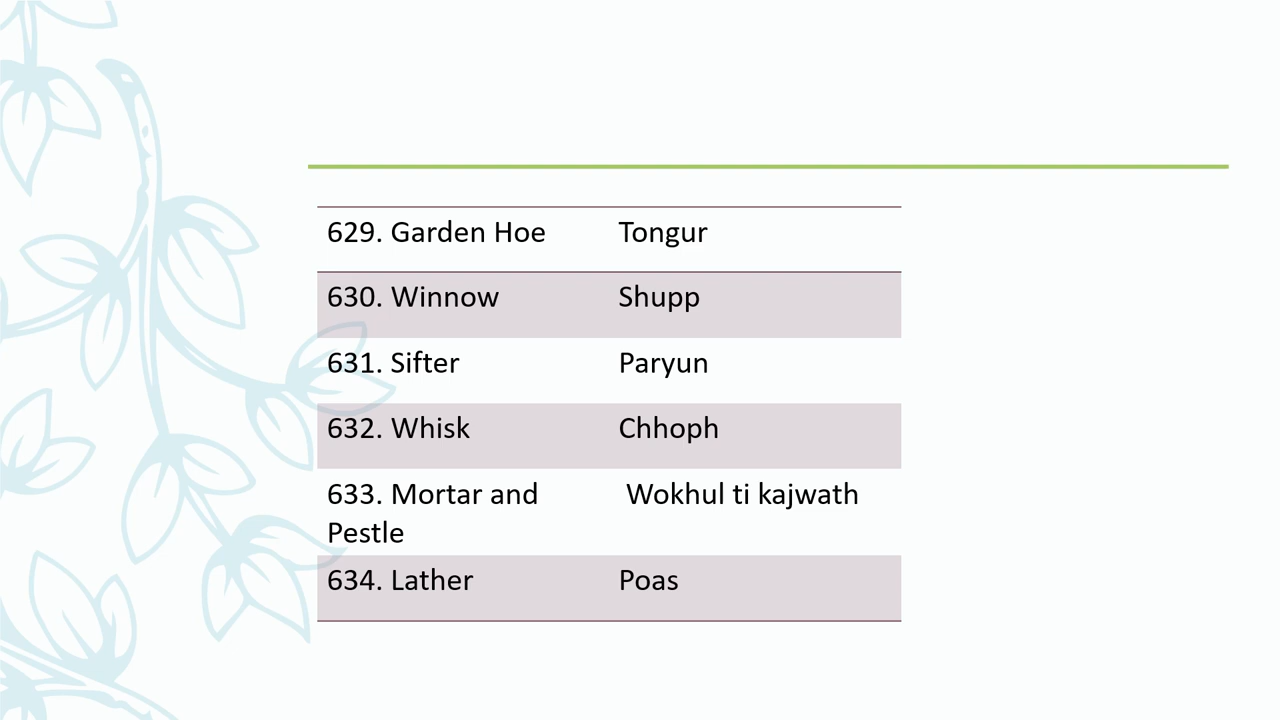 629. Garden Hoe Tongur
630. Winnow Shupp
631. Sifter Paryun
632. Whisk Chhoph
633. Mortar and Wokhul ti kajwath
Pestle
634. Lather Poas